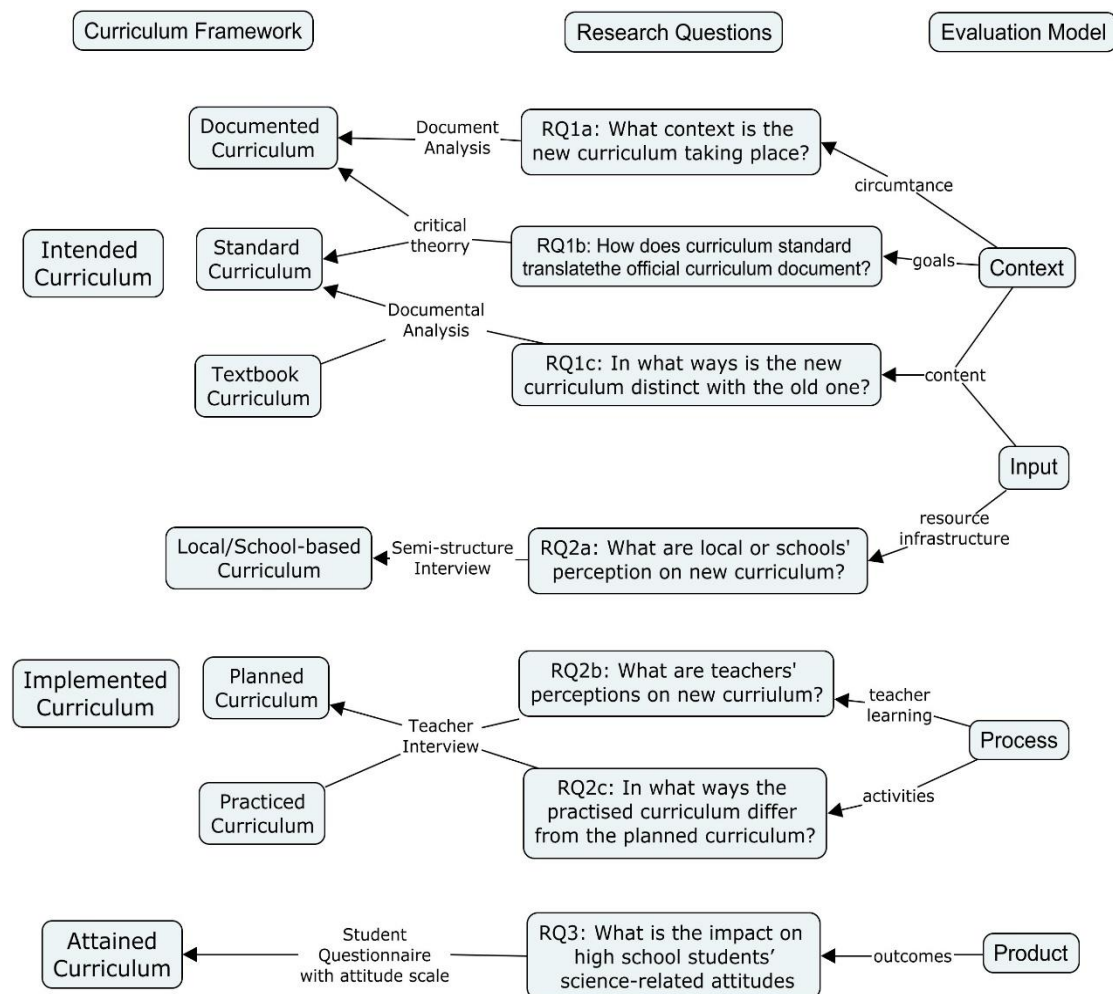 Curriculum Framework
Research Questions
Evaluation Model
Documented
Curriculum
Document
Analysis
RQ1a: What context is the
new curriculum taking place?
circumtance
Intended
Curriculum
Standard
Curriculum
critical
theorry
RQ1b: How does curriculum standard
translatethe official curriculum document?
goals
Context
Documental
Analysis
Textbook
Curriculum
RQ1c: In what ways is the new
curriculum distinct with the old one?
content
Input
resource
infrastructure
Local/School-based
Curriculum
Semi-structure
Interview
RQ2a: What are local or schools'
perception on new curriculum?
Implemented
Curriculum
Planned
Curriculum
Teacher
Interview
RQ2b: What are teachers'
perceptions on new curriulum?
teacher
learning
Process
Practiced
Curriculum
RQ2c: In what ways the
practised curriculum differ
from the planned curriculum?
activities
Attained
Curriculum
Student
Questionnaire
with attitude scale
RQ3: What is the impact on
high school students’
science-related attitudes
outcomes
Product